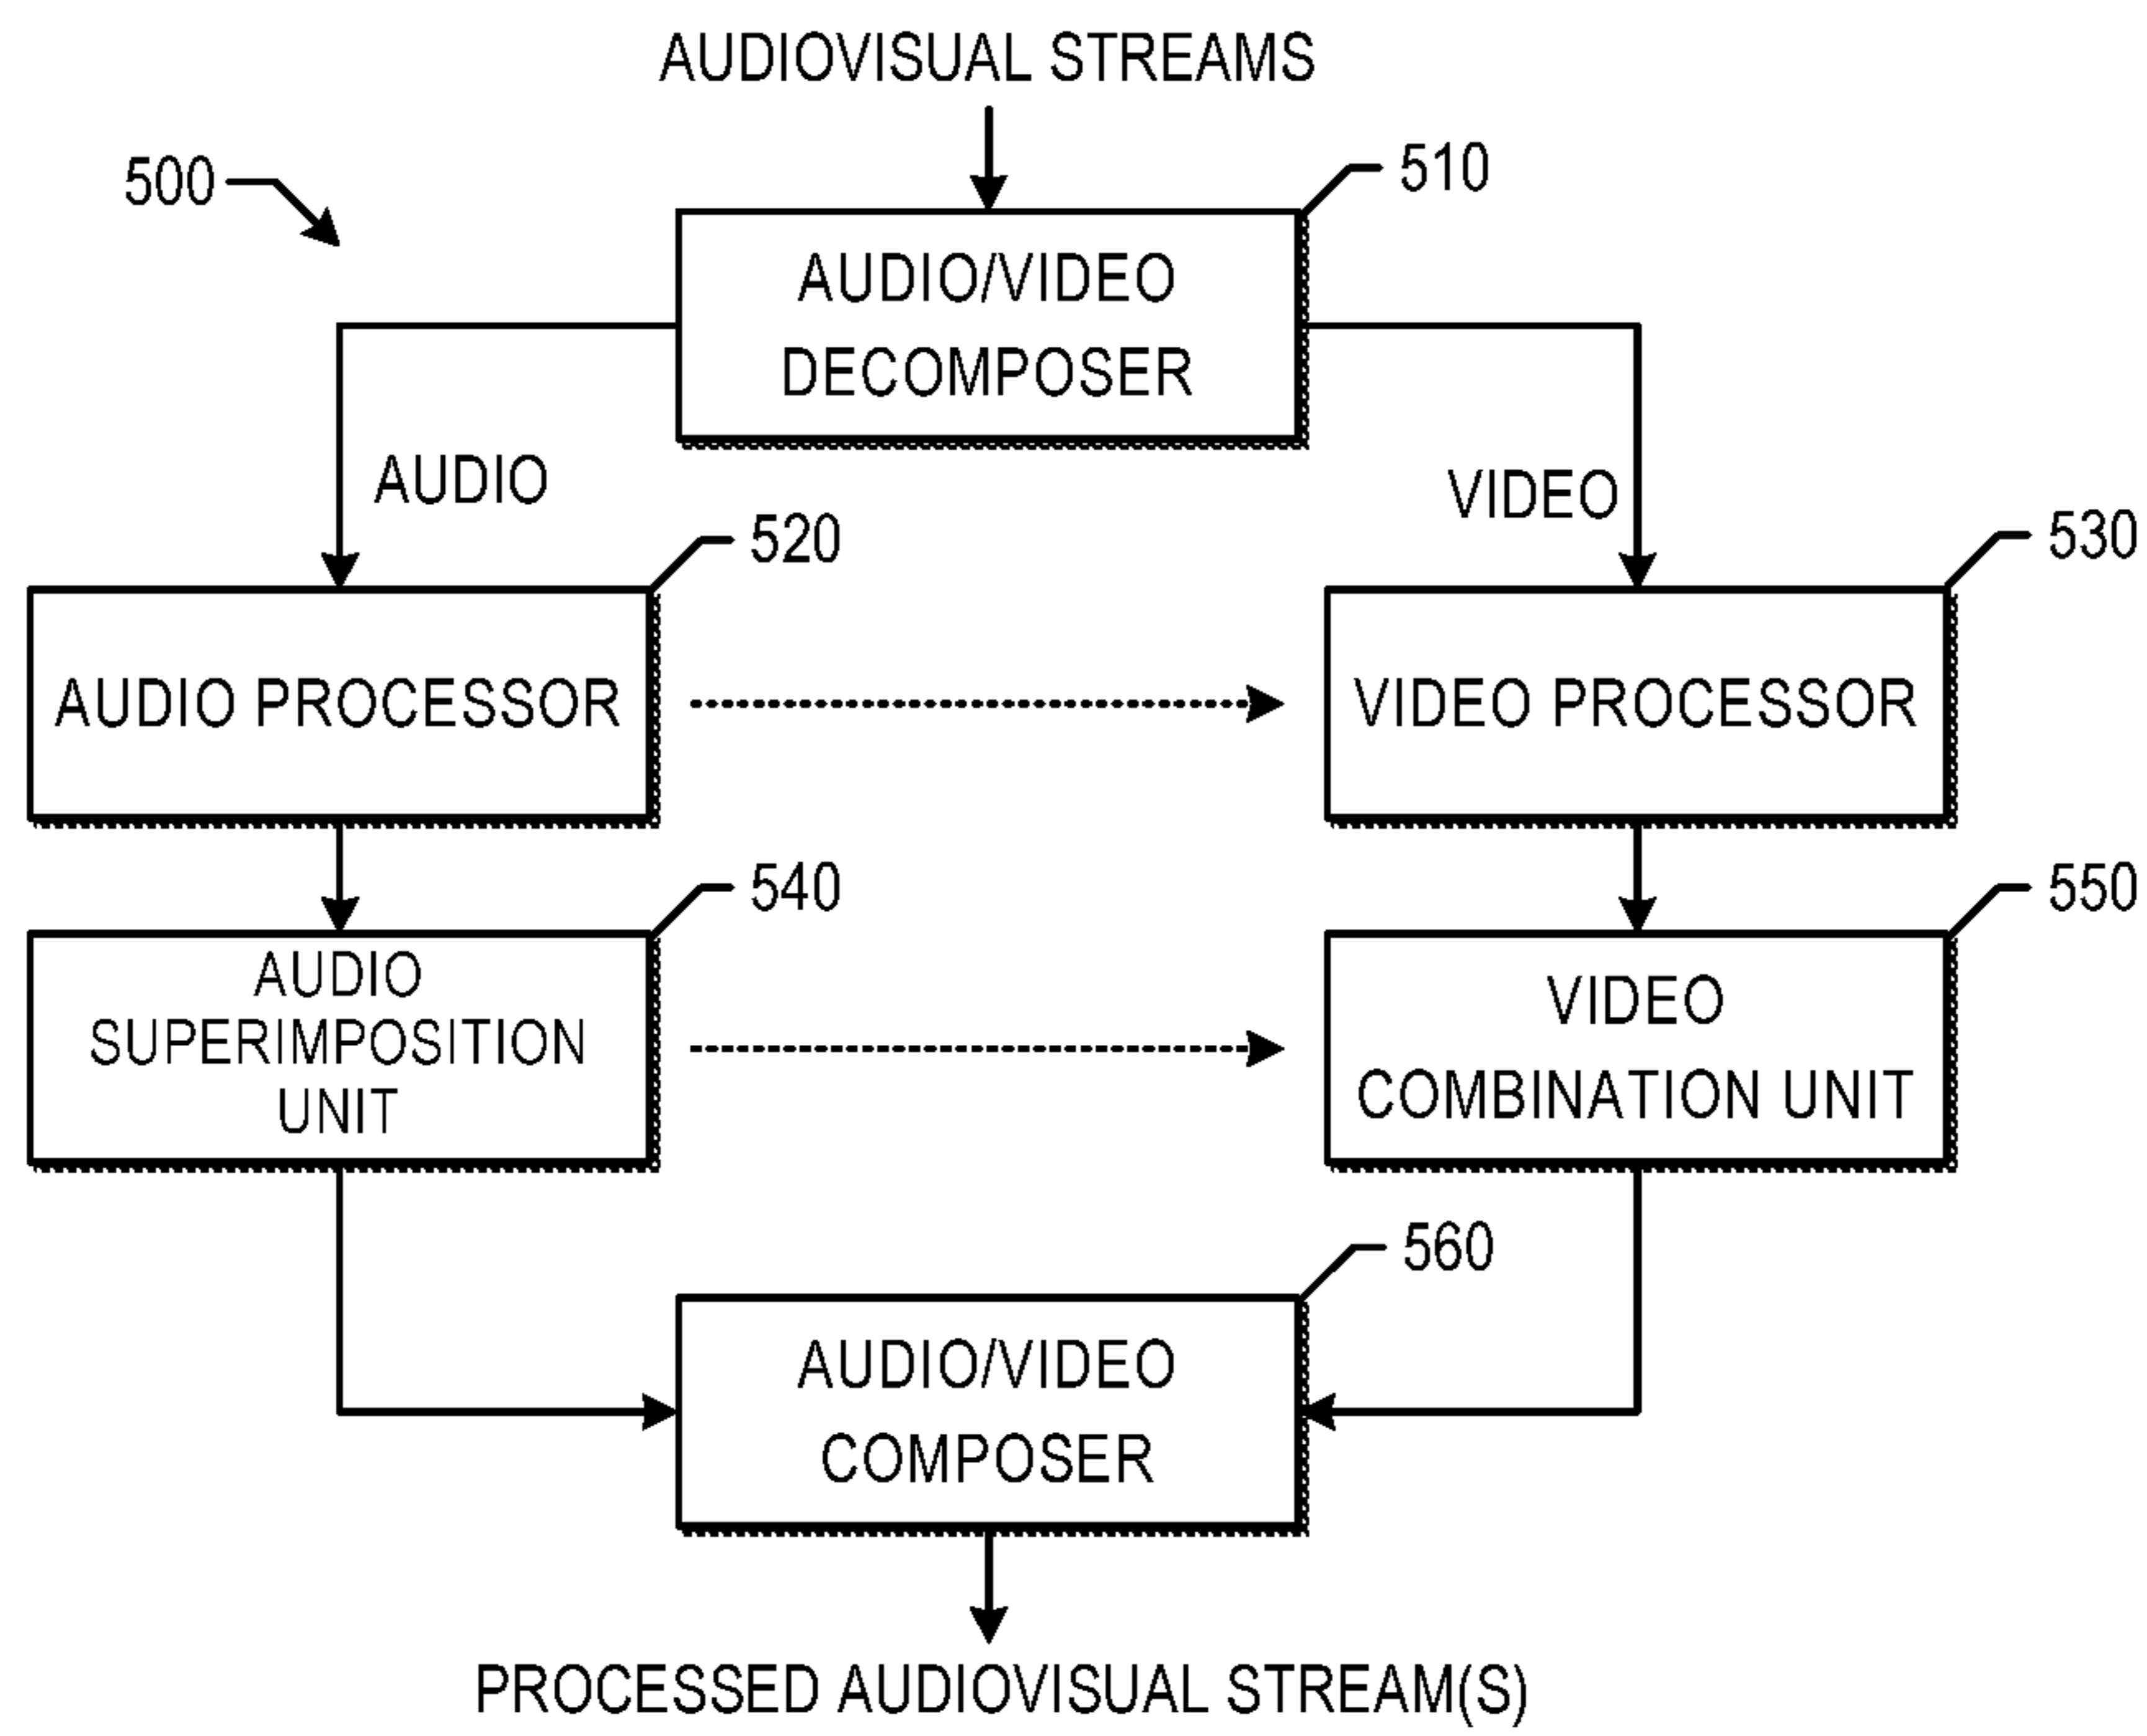 AUDIOVISUAL STREAMS
500
510
AUDIO/VIDEO
DECOMPOSER
AUDIO
VIDEO
520
530
AUDIO PROCESSOR
VIDEO PROCESSOR
540
550
AUDIO
SUPERIMPOSITION
UNIT
VIDEO
COMBINATION UNIT
560
AUDIO/VIDEO
COMPOSER
PROCESSED AUDIOVISUAL STREAM(S)